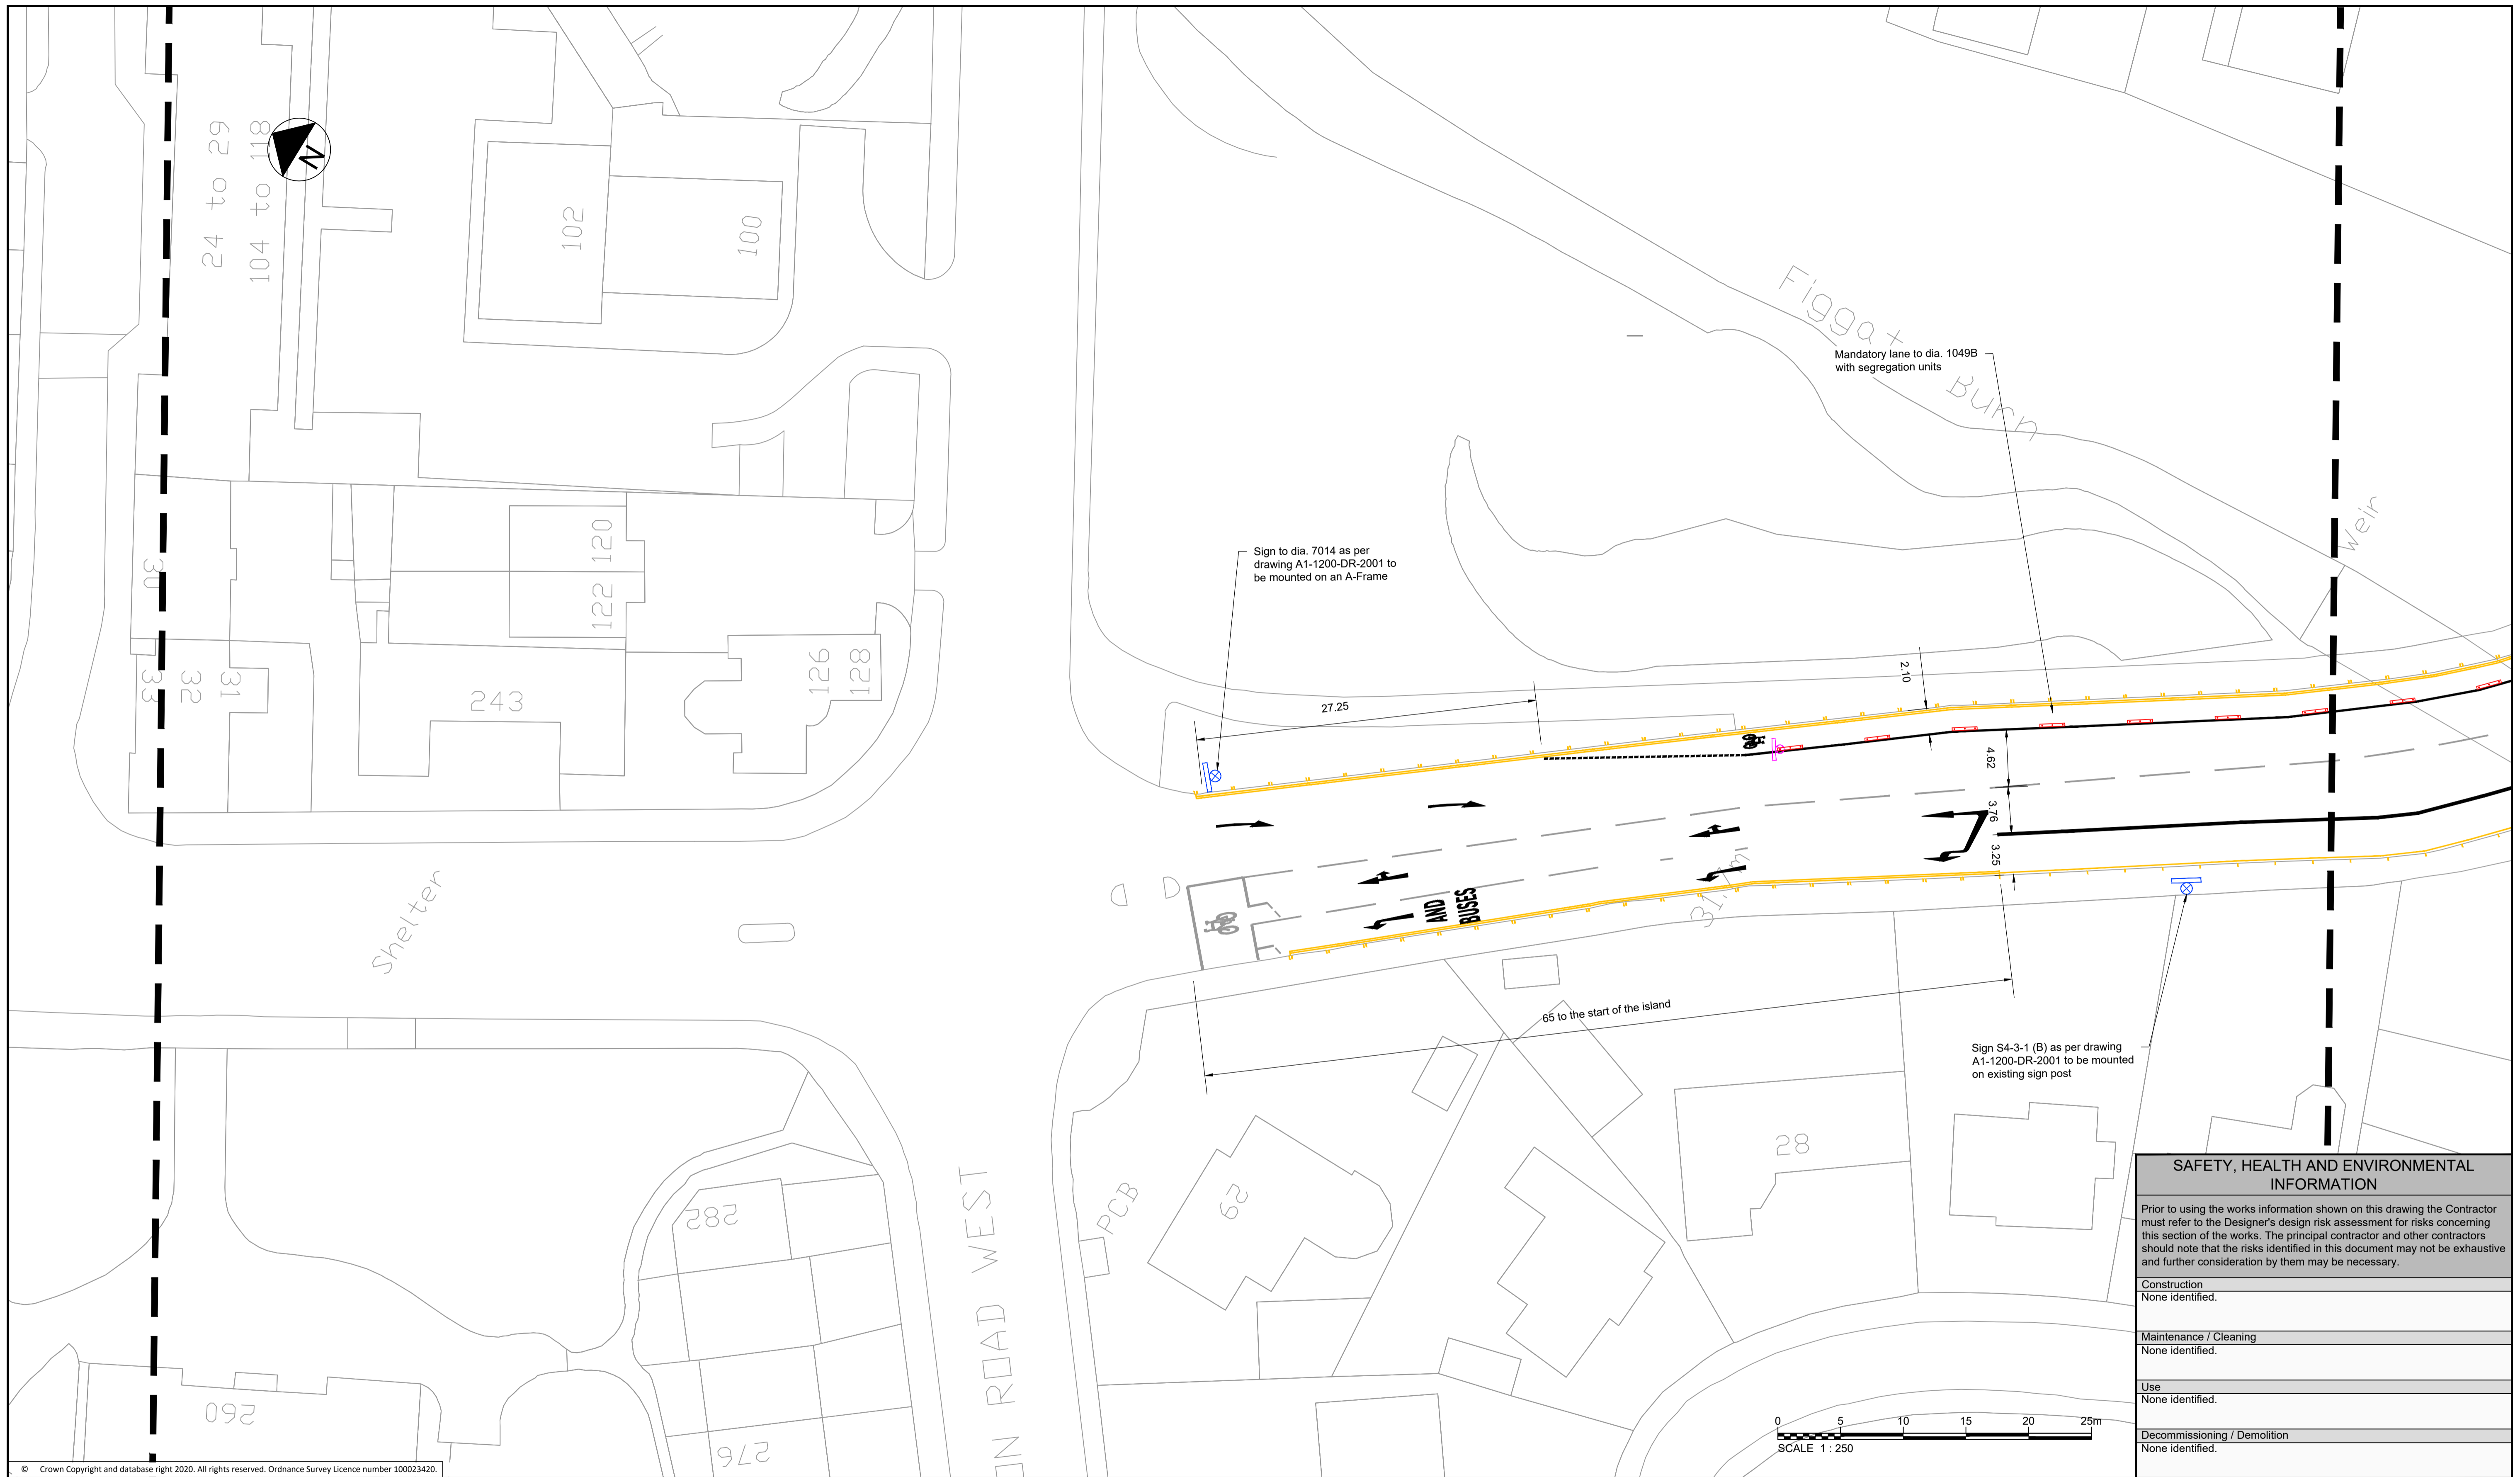 24 to 29
104 to 118
N
102
100
Figgate
Burn
Mandatory lane to dia. 1049B
with segregation units
Weir
Sign to dia. 7014 as per
drawing A1-1200-DR-2001 to
be mounted on an A-Frame
120
122
30
33
32
31
243
126
128
27.25
2.10
4.62
3.76
3.25
AND
BUSES
Shelter
65 to the start of the island
Sign S4-3-1 (B) as per drawing
A1-1200-DR-2001 to be mounted
on existing sign post
28
29
PCB
ON ROAD WEST
282
276
260
0 5 10 15 20 25m
SCALE 1 : 250
SAFETY, HEALTH AND ENVIRONMENTAL
INFORMATION
Prior to using the works information shown on this drawing the Contractor
must refer to the Designer's design risk assessment for risks concerning
this section of the works. The principal contractor and other contractors
should note that the risks identified in this document may not be exhaustive
and further consideration by them may be necessary.
Construction
None identified.
Maintenance / Cleaning
None identified.
Use
None identified.
Decommissioning / Demolition
None identified.
© Crown Copyright and database right 2020. All rights reserved. Ordnance Survey Licence number 100023420.